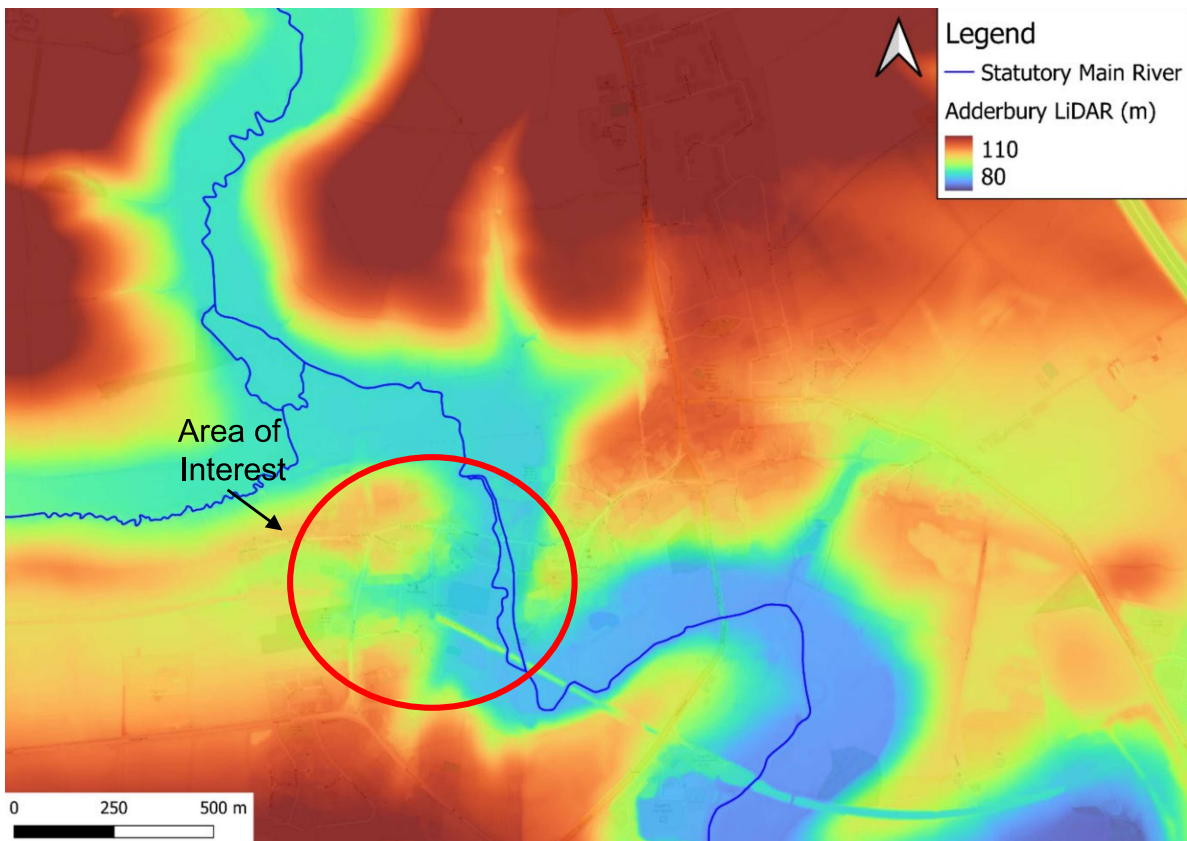 Legend
Statutory Main River
Adderbury LiDAR (m)
110
80
Area of
Interest
0 250 500 m